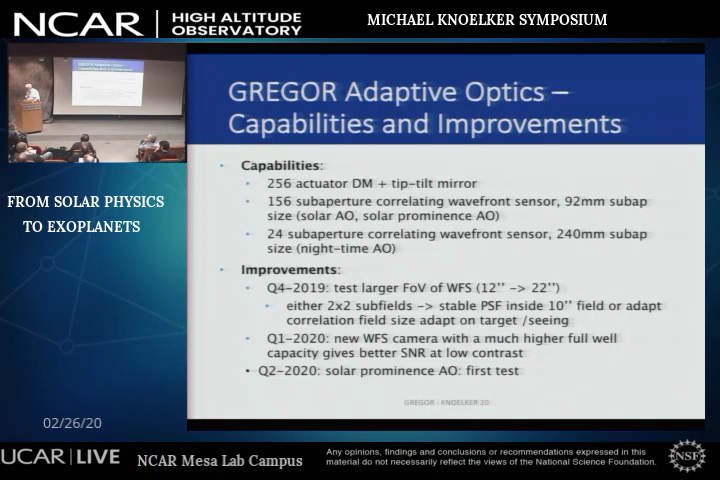 NCAR
HIGH ALTITUDE
OBSERVATORY
MICHAEL KNOELKER SYMPOSIUM
GREGOR Adaptive Optics –
Capabilities and Improvements
FROM SOLAR PHYSICS
TO EXOPLANETS
Capabilities:
256 actuator DM + tip-tilt mirror
156 subaperture correlating wavefront sensor, 92mm subap
size (solar AO, solar prominence AO)
24 subaperture correlating wavefront sensor, 240mm subap
size (night-time AO)
Improvements:
Q4-2019: test larger FoV of WFS (12'' -> 22'')
either 2x2 subfields -> stable PSF inside 10'' field or adapt
correlation field size adapt on target /seeing
Q1-2020: new WFS camera with a much higher full well
capacity gives better SNR at low contrast
• Q2-2020: solar prominence AO: first test
GREGOR - KNOELKER 20
02/26/20
UCAR | LIVE
NCAR Mesa Lab Campus
Any opinions, findings and conclusions or recommendations expressed in this
material do not necessarily reflect the views of the National Science Foundation.
NSF